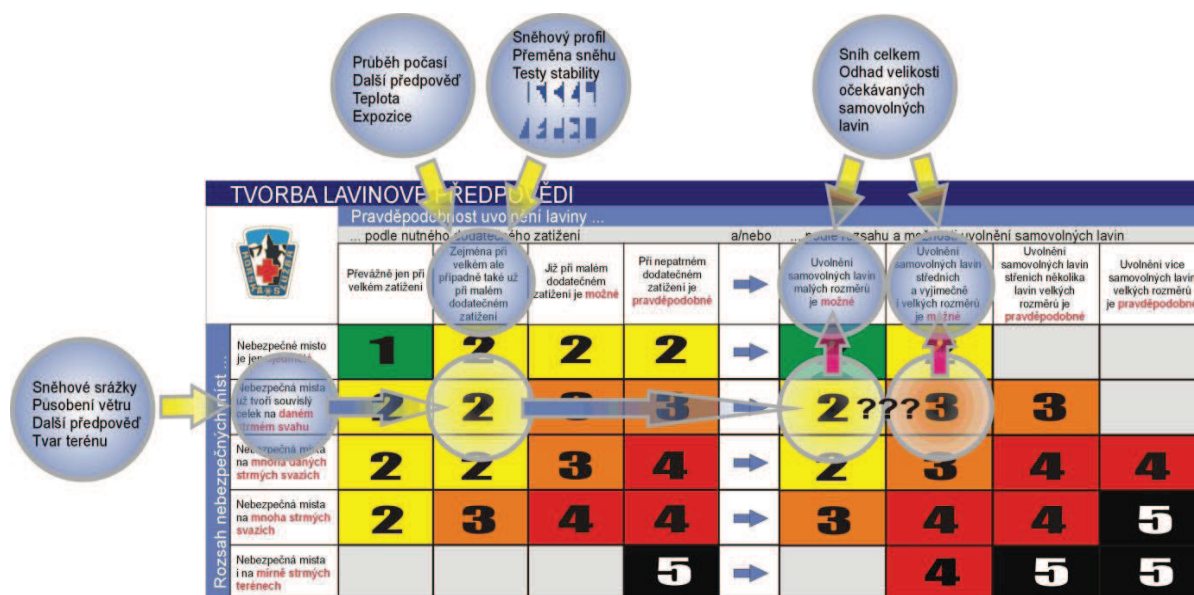 Průběh počasí
Další předpověď
Teplota
Expozice
Sněhový profil
Přeměna sněhu
Testy stability
Sníh celkem
Odhad velikosti
očekávaných
samovolných
lavin
TVORBA LAVINOVÉ PŘEDPOVĚDI
Pravděpodobnost uvolnění laviny ...
... podle nutného dodatečného zatížení
a/nebo
... podle rozsahu a možnosti uvolnění samovolných lavin
HORSKÁ SLUŽBA
Převážně jen při
velkém zatížení
Zejména při
velkém ale
případně také už
při malém
dodatečném
zatížení
Již při malém
dodatečném
zatížení je možné
Při nepatrném
dodatečném
zatížení je
pravděpodobné
Uvolnění
samovolných lavin
malých rozměrů
je možné
Uvolnění
samovolných lavin
středních
a vyjimečně
i velkých rozměrů
je možné
Uvolnění
samovolných lavin
střenich několika
lavin velkých
rozměrů je
pravděpodobné
Uvolnění vice
samovolných lavin
velkých rozměrů
je pravděpodobné
Rozsah nebezpečných míst ...
Nebezpečné místo
je jen
1 2 2 2
Sněhové srážky
Působení větru
Další předpověď
Tvar terénu
Nebezpečná místa
už tvoří souvislý
celek na daném
strmém svahu
2 2 3 3 2 ??? 3 3
Nebezpečná místa
na mnoha daných
strmých svazích
2 2 3 4 2 3 4 4
Nebezpečná místa
na mnoha strmých
svazích
2 3 4 4 3 4 4 5
Nebezpečná místa
i na mírně strmých
terénech
5 4 5 5